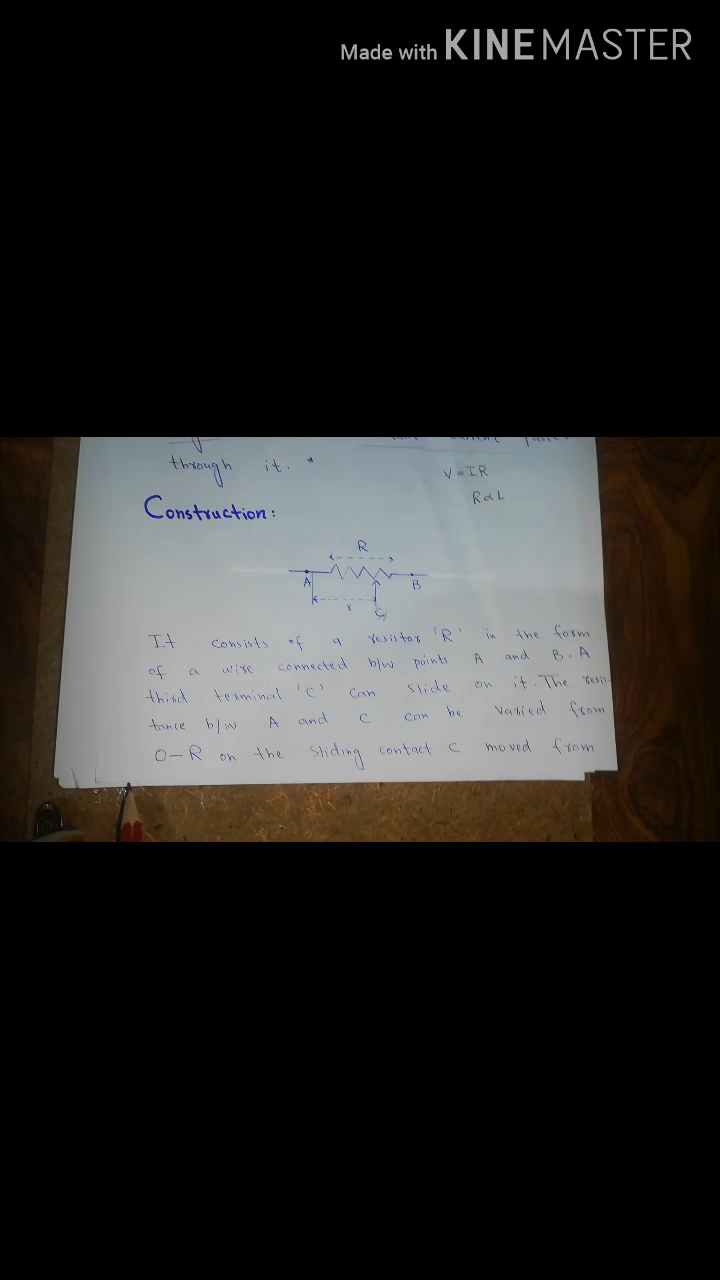 Made with KINEMASTER
current passes
through it. "
V = IR
R∝L
Construction:
R
A
B
r
C
It consists of a resistor 'R' in the form
of a wire connected b/w points A and B. A
third terminal 'C' can slide on it. The resis-
tance b/w A and C can be varied from
O—R on the sliding contact C moved from